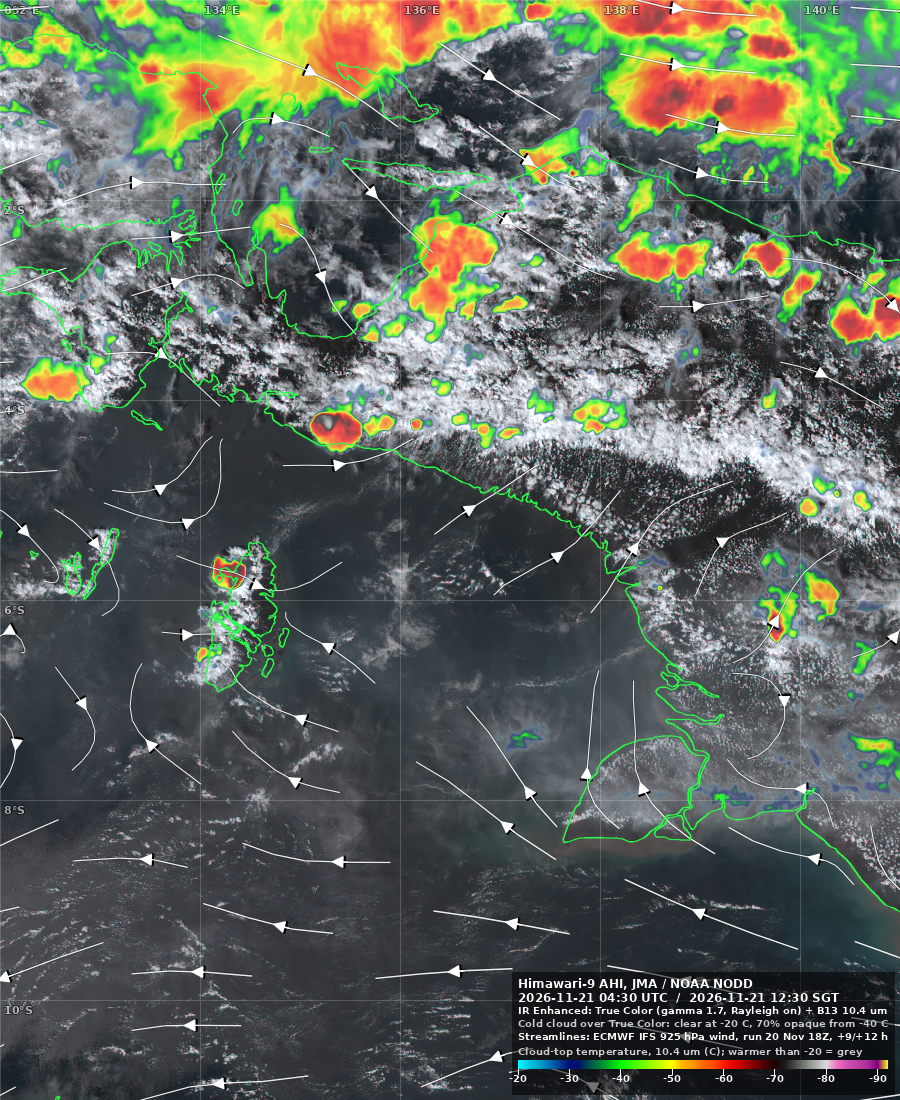 134°E
136°E
138°E
140°E
2°S
4°S
6°S
8°S
10°S
Himawari-9 AHI, JMA / NOAA NODD
2026-11-21 04:30 UTC / 2026-11-21 12:30 SGT
IR Enhanced: True Color (gamma 1.7, Rayleigh on) + B13 10.4 um
Cold cloud over True Color: clear at -20 C, 70% opaque from -40 C
Streamlines: ECMWF IFS 925 hPa wind, run 20 Nov 18Z, +9/+12 h
Cloud-top temperature, 10.4 um (C); warmer than -20 = grey
-20 -30 -40 -50 -60 -70 -80 -90